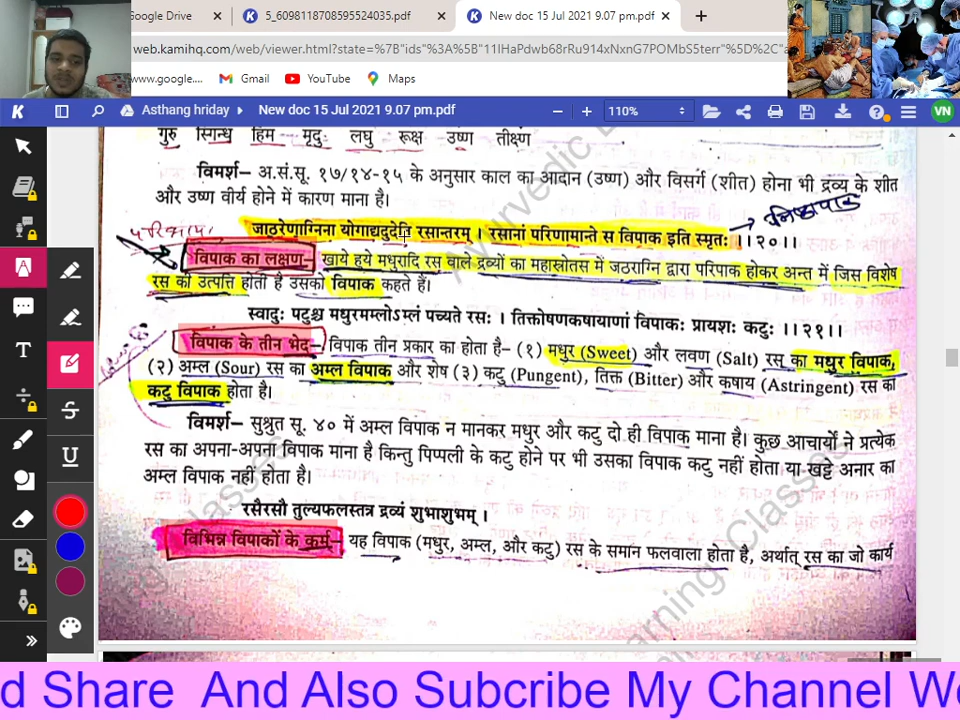 Google Drive
5_6098118708595524035.pdf
New doc 15 Jul 2021 9.07 pm.pdf
web.kamihq.com/web/viewer.html?state=%7B"ids"%3A%5B"11lHaPdwb68rRu914xNxnG7POMbS5terr"%5D%2C"a
www.google....
Gmail
YouTube
Maps
K
Asthang hriday
New doc 15 Jul 2021 9.07 pm.pdf
110%
VN
गुरु स्निग्ध हिम मृदु लघु रूक्ष उष्ण तीक्ष्ण
विमर्श– अ.सं.सू. १७/१४-१५ के अनुसार काल का आदान (उष्ण) और विसर्ग (शीत) होना भी द्रव्य के शीत
और उष्ण वीर्य होने में कारण माना है।
जाठरेणाग्निना योगाद्यदुदेति रसान्तरम् । रसानां परिणामान्ते स विपाक इति स्मृतः ।।२०।।
विपाक का लक्षण– खाये हुये मधुरादि रस वाले द्रव्यों का महास्रोतस में जठराग्नि द्वारा परिपाक होकर अन्त में जिस विशेष
रस की उत्पत्ति होती है उसको विपाक कहते हैं।
स्वादुः पटुश्च मधुरमम्लोऽम्लं पच्यते रसः । तिक्तोषणकषायाणां विपाकः प्रायशः कटुः ।।२१।।
विपाक के तीन भेद– विपाक तीन प्रकार का होता है– (१) मधुर (Sweet) और लवण (Salt) रस का मधुर विपाक,
(२) अम्ल (Sour) रस का अम्ल विपाक और शेष (३) कटु (Pungent), तिक्त (Bitter) और कषाय (Astringent) रस का
कटु विपाक होता है।
विमर्श– सुश्रुत सू. ४० में अम्ल विपाक न मानकर मधुर और कटु दो ही विपाक माना है। कुछ आचार्यों ने प्रत्येक
रस का अपना-अपना विपाक माना है किन्तु पिप्पली के कटु होने पर भी उसका विपाक कटु नहीं होता या खट्टे अनार का
अम्ल विपाक नहीं होता है।
रसैरसौ तुल्यफलस्तत्र द्रव्यं शुभाशुभम् ।
विभिन्न विपाकों के कर्म– यह विपाक (मधुर, अम्ल, और कटु) रस के समान फलवाला होता है, अर्थात् रस का जो कार्य
d Share And Also Subcribe My Channel We